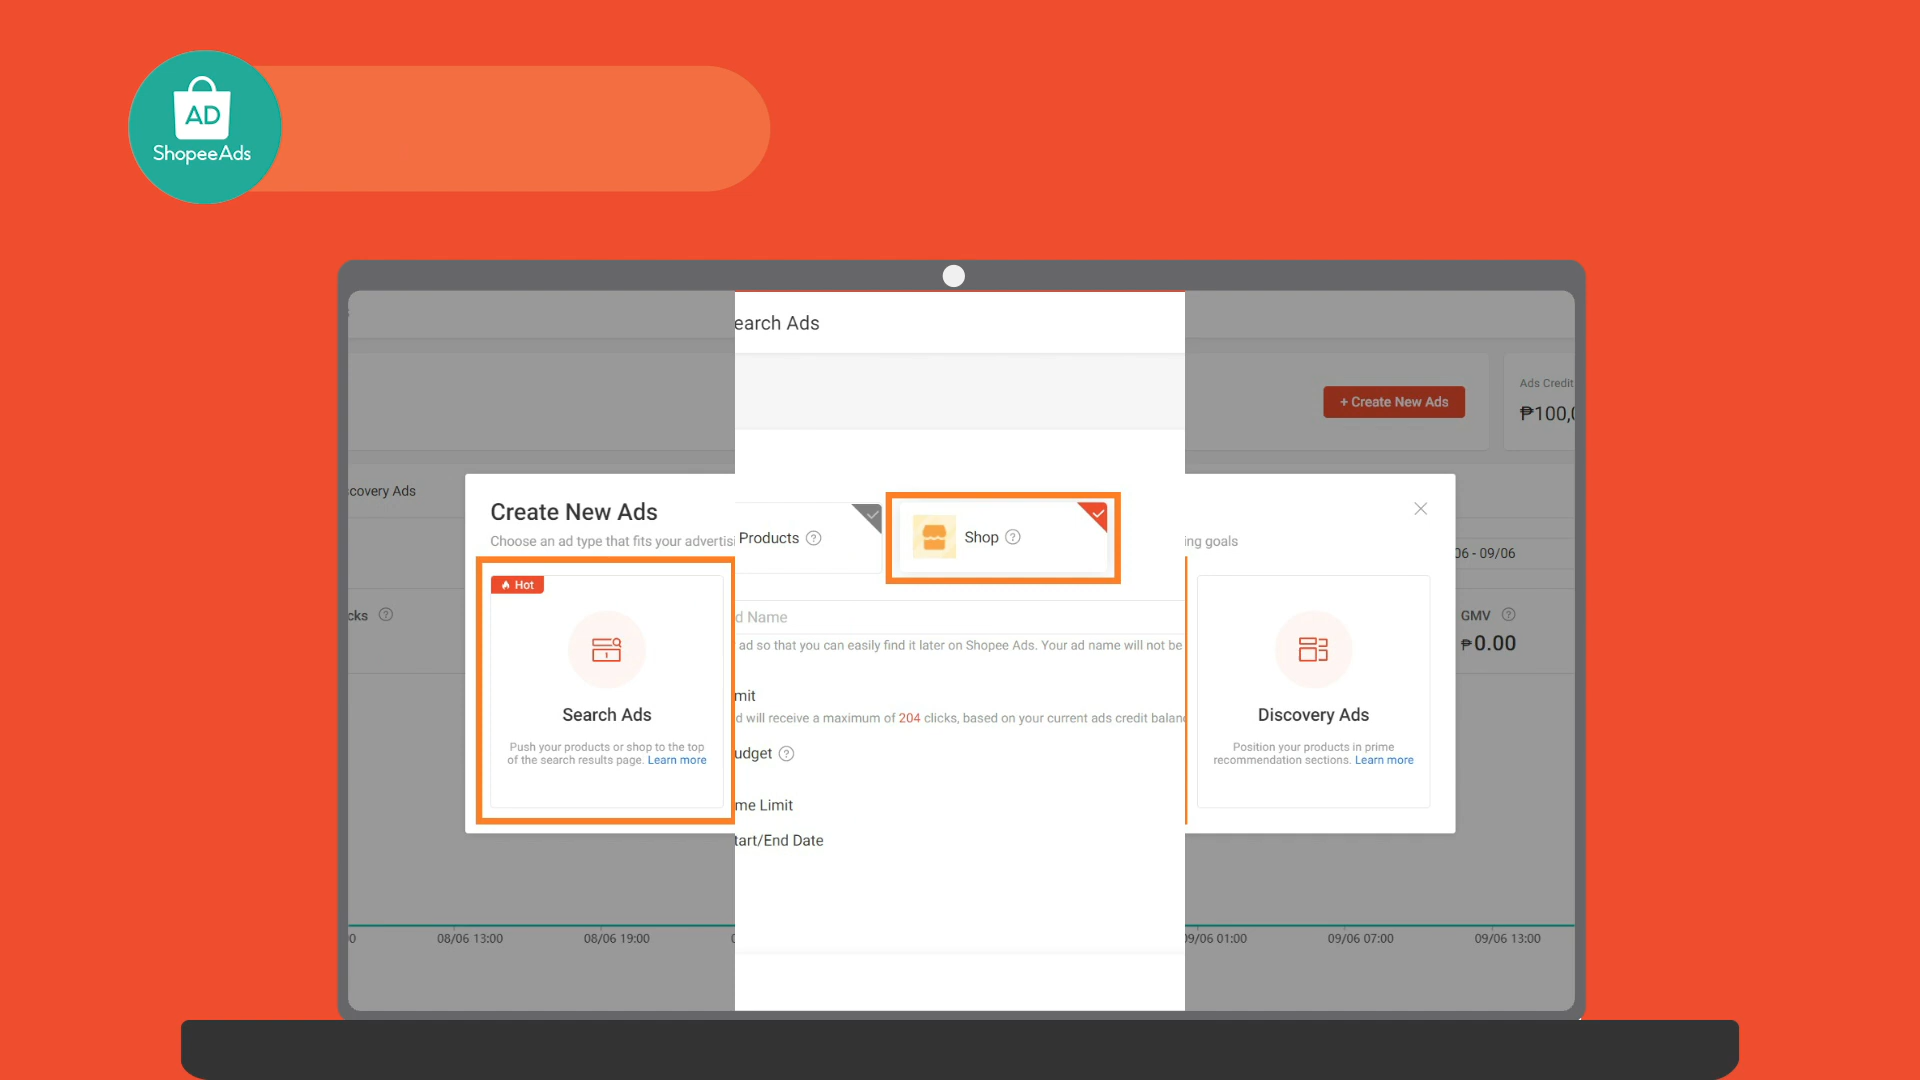 AD
ShopeeAds
earch Ads
+ Create New Ads
Ads Credit
₱100,0
covery Ads
Create New Ads
Choose an ad type that fits your advertisi
ing goals
Products
Shop
06 - 09/06
Hot
cks
GMV
₱0.00
d Name
ad so that you can easily find it later on Shopee Ads. Your ad name will not be
Search Ads
Push your products or shop to the top
of the search results page. Learn more
mit
d will receive a maximum of 204 clicks, based on your current ads credit balanc
udget
me Limit
tart/End Date
Discovery Ads
Position your products in prime
recommendation sections. Learn more
08/06 13:00
08/06 19:00
09/06 01:00
09/06 07:00
09/06 13:00